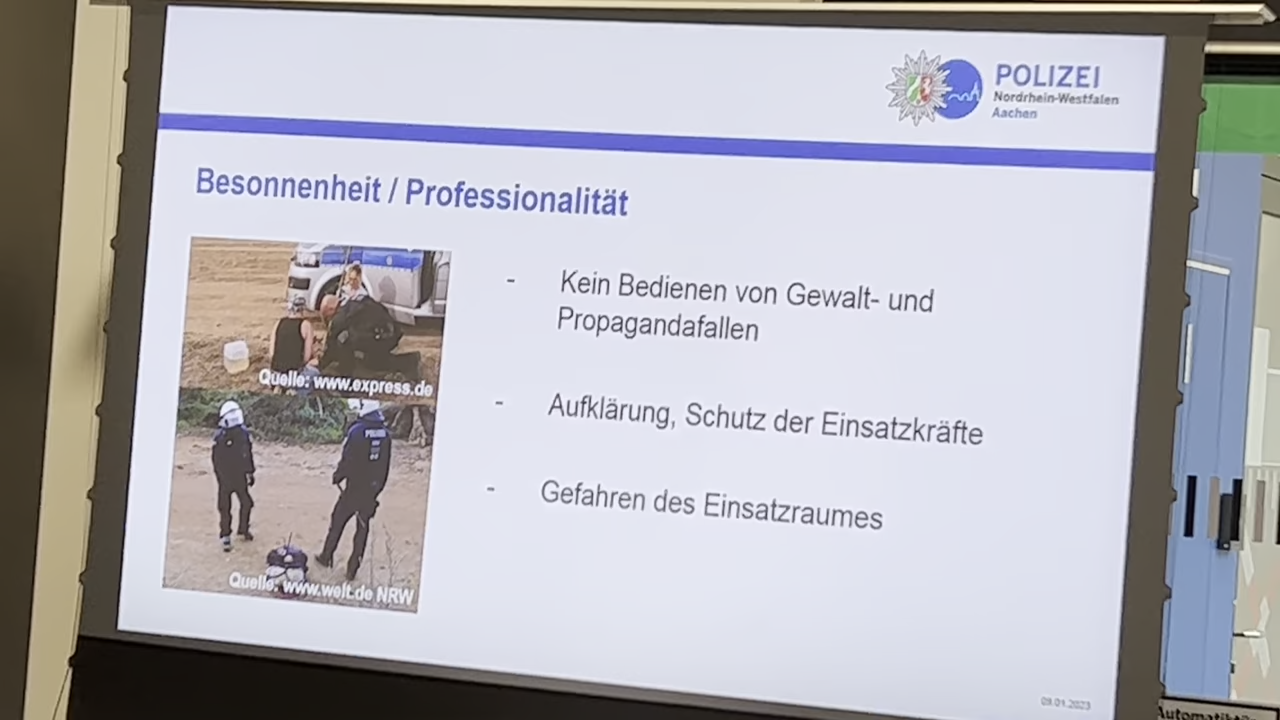 POLIZEI
Nordrhein-Westfalen
Aachen
Besonnenheit / Professionalität
- Kein Bedienen von Gewalt- und
Propagandafallen
- Aufklärung, Schutz der Einsatzkräfte
- Gefahren des Einsatzraumes
Quelle: www.express.de
POLIZEI
Quelle: www.welt.de NRW
09.01.2023